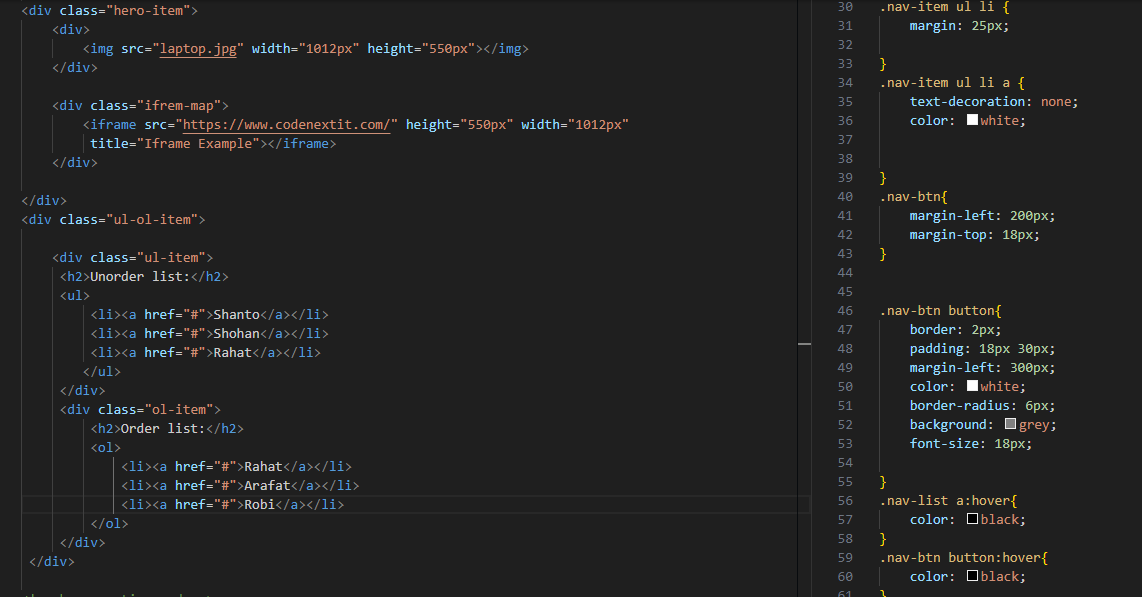 <div class="hero-item">
<div>
<img src="laptop.jpg" width="1012px" height="550px"></img>
</div>
<div class="ifrem-map">
<iframe src="https://www.codenextit.com/" height="550px" width="1012px"
title="Iframe Example"></iframe>
</div>
</div>
<div class="ul-ol-item">
<div class="ul-item">
<h2>Unorder list:</h2>
<ul>
<li><a href="#">Shanto</a></li>
<li><a href="#">Shohan</a></li>
<li><a href="#">Rahat</a></li>
</ul>
</div>
<div class="ol-item">
<h2>Order list:</h2>
<ol>
<li><a href="#">Rahat</a></li>
<li><a href="#">Arafat</a></li>
<li><a href="#">Robi</a></li>
</ol>
</div>
</div>
30 .nav-item ul li {
31 margin: 25px;
32
33 }
34 .nav-item ul li a {
35 text-decoration: none;
36 color: white;
37
38
39 }
40 .nav-btn{
41 margin-left: 200px;
42 margin-top: 18px;
43 }
44
45
46 .nav-btn button{
47 border: 2px;
48 padding: 18px 30px;
49 margin-left: 300px;
50 color: white;
51 border-radius: 6px;
52 background: grey;
53 font-size: 18px;
54
55 }
56 .nav-list a:hover{
57 color: black;
58 }
59 .nav-btn button:hover{
60 color: black;
61 }